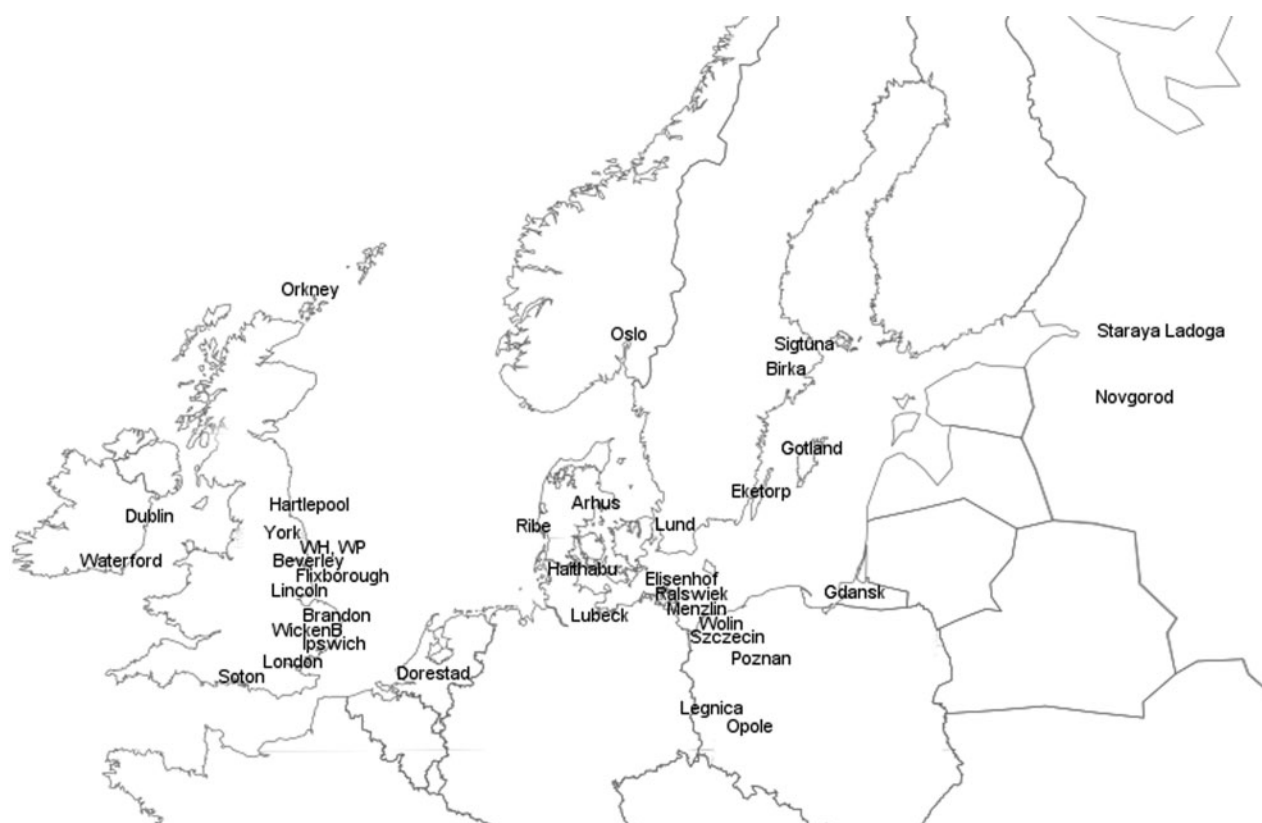 Orkney
Oslo
Staraya Ladoga
Sigtuna
Birka
Novgorod
Gotland
Eketorp
Hartlepool
Arhus
Dublin
Ribe
Lund
York
WH, WP
Waterford
Beverley
Haithabu
Flixborough
Elisenhof
Lincoln
Ralswiek
Gdansk
Menzlin
Brandon
Lubeck
Wolin
WickenB
Szczecin
Ipswich
London
Poznan
Soton
Dorestad
Legnica
Opole